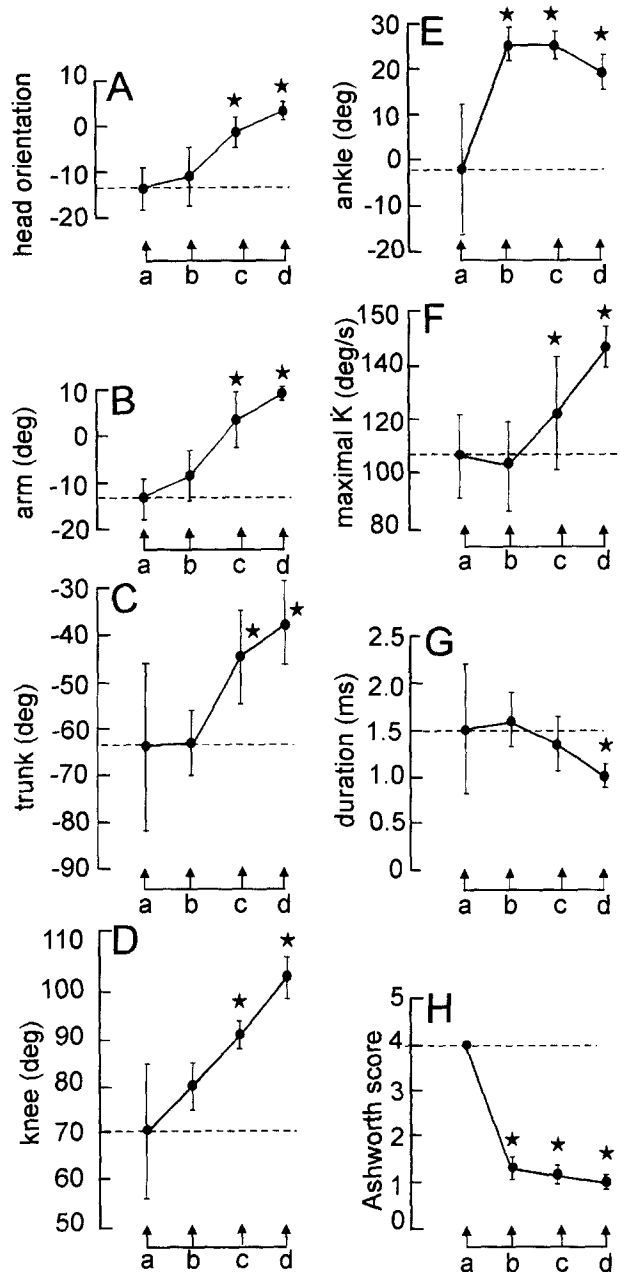 A
head orientation
10
0
-10
-20
a b c d
B
arm (deg)
10
0
-10
-20
a b c d
C
trunk (deg)
-30
-40
-50
-60
-70
-80
-90
a b c d
D
knee (deg)
110
100
90
80
70
60
50
a b c d
E
ankle (deg)
30
20
10
0
-10
-20
a b c d
F
maximal K̇ (deg/s)
150
140
120
100
80
a b c d
G
duration (ms)
2.5
2.0
1.5
1.0
0.5
0
a b c d
H
Ashworth score
5
4
3
2
1
0
a b c d